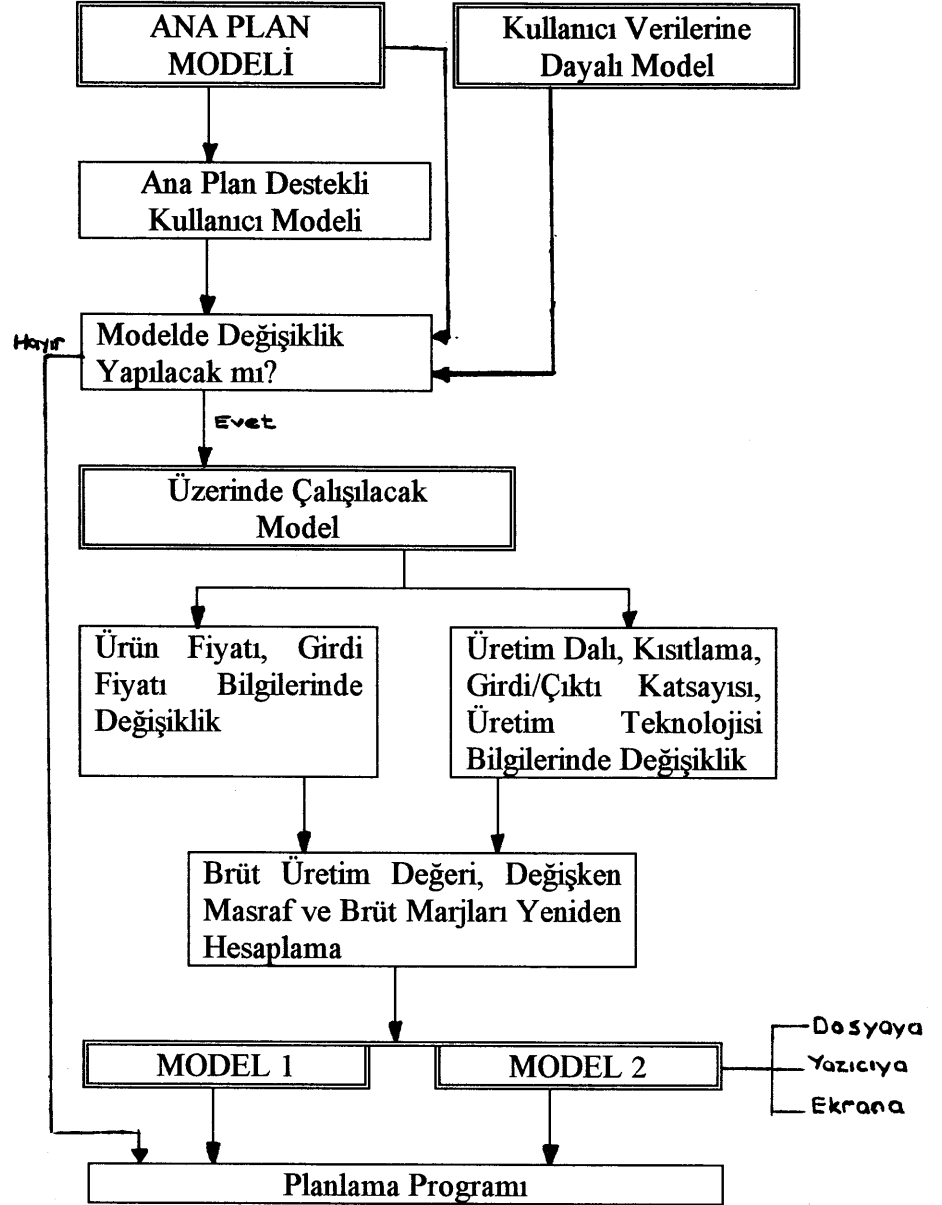 ANA PLAN
MODELİ
Kullanıcı Verilerine
Dayalı Model
Ana Plan Destekli
Kullanıcı Modeli
Hayır
Modelde Değişiklik
Yapılacak mı?
Evet
Üzerinde Çalışılacak
Model
Ürün Fiyatı, Girdi
Fiyatı Bilgilerinde
Değişiklik
Üretim Dalı, Kısıtlama,
Girdi/Çıktı Katsayısı,
Üretim Teknolojisi
Bilgilerinde Değişiklik
Brüt Üretim Değeri, Değişken
Masraf ve Brüt Marjları Yeniden
Hesaplama
MODEL 1
MODEL 2
Dosyaya
Yazıcıya
Ekrana
Planlama Programı